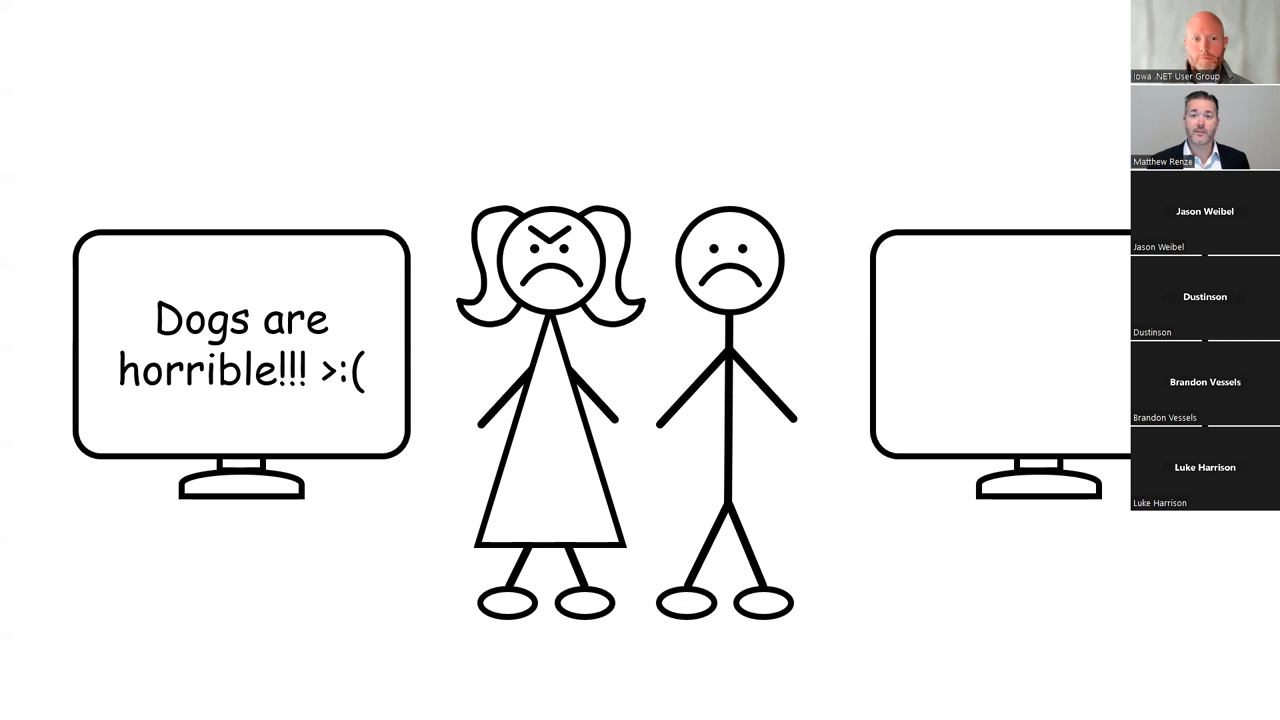 Dogs are
horrible!!! >:(
Iowa .NET User Group
Matthew Renze
Jason Weibel
Jason Weibel
Dustinson
Dustinson
Brandon Vessels
Brandon Vessels
Luke Harrison
Luke Harrison